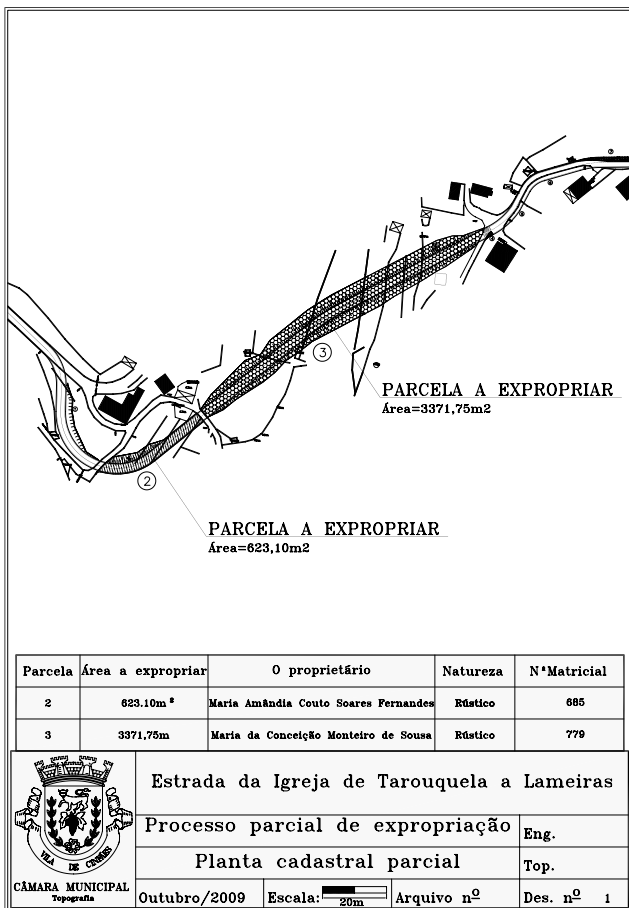 3
PARCELA A EXPROPRIAR
Área=3371,75m2
2
PARCELA A EXPROPRIAR
Área=623,10m2
Parcela Área a expropriar O proprietário Natureza NªMatricial
2 623.10m² Maria Amândia Couto Soares Fernandes Rústico 685
3 3371,75m Maria da Conceição Monteiro de Sousa Rústico 779
Estrada da Igreja de Tarouquela a Lameiras
Processo parcial de expropriação Eng.
Planta cadastral parcial Top.
VILA DE CINFÃES
CÂMARA MUNICIPAL
Topografia
Outubro/2009 Escala: 20m Arquivo nº Des. nº 1